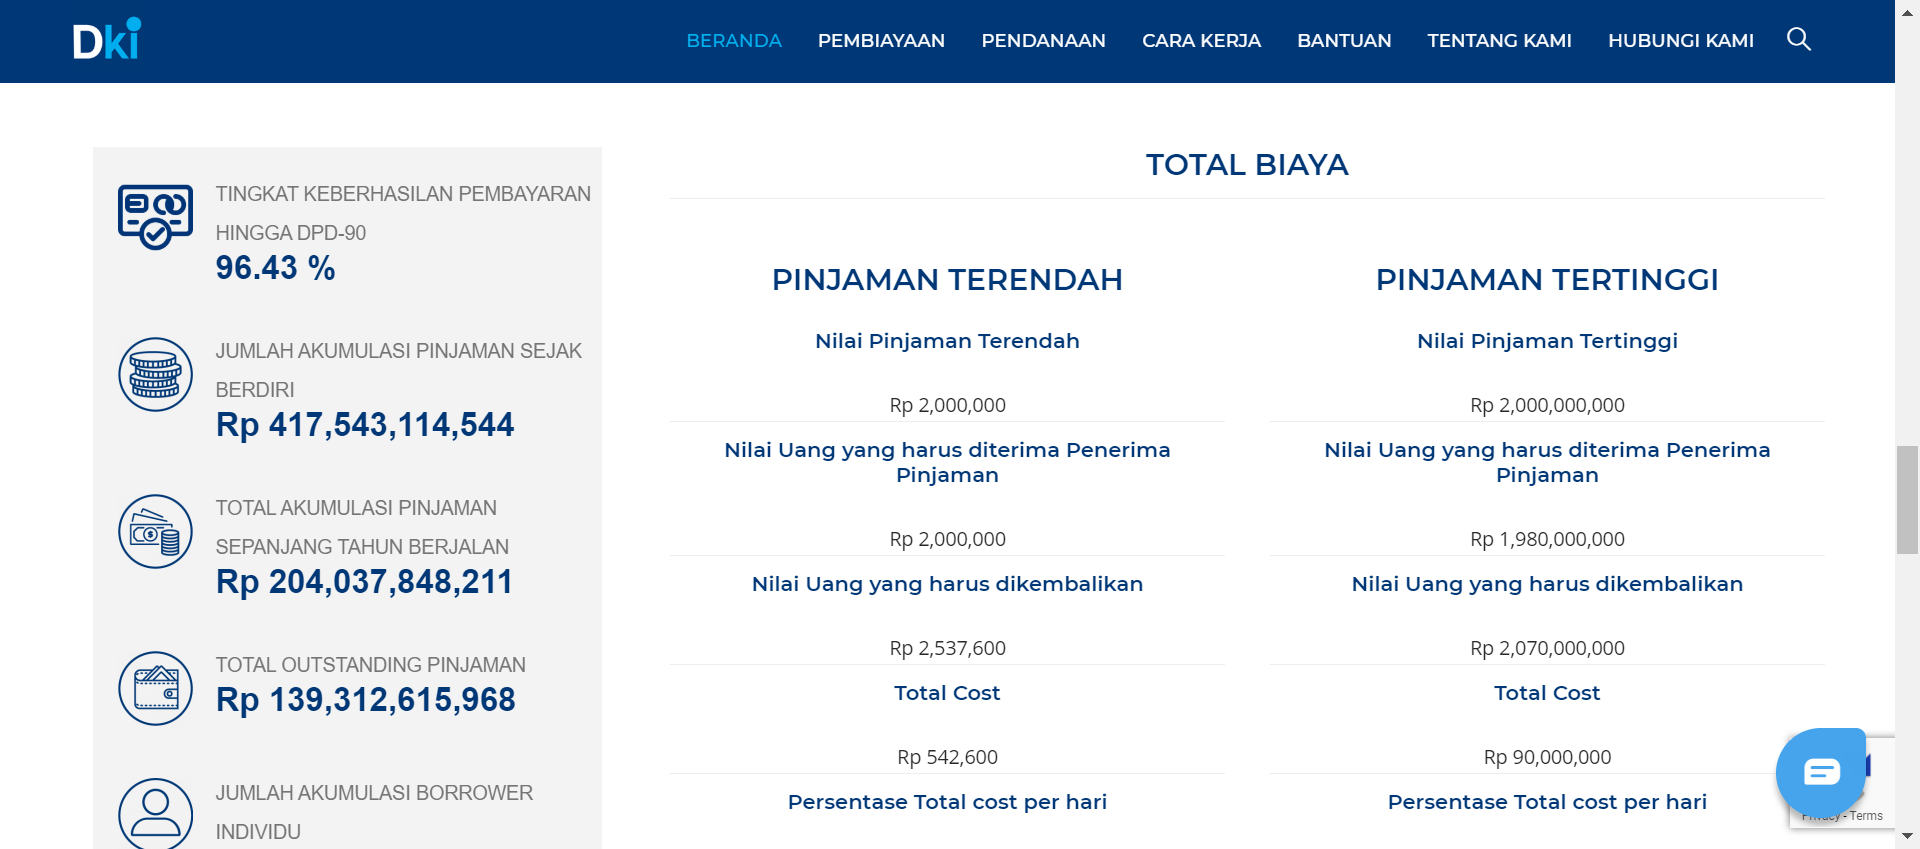 Dki
BERANDA
PEMBIAYAAN
PENDANAAN
CARA KERJA
BANTUAN
TENTANG KAMI
HUBUNGI KAMI
TINGKAT KEBERHASILAN PEMBAYARAN
HINGGA DPD-90
96.43 %
JUMLAH AKUMULASI PINJAMAN SEJAK
BERDIRI
Rp 417,543,114,544
TOTAL AKUMULASI PINJAMAN
SEPANJANG TAHUN BERJALAN
Rp 204,037,848,211
TOTAL OUTSTANDING PINJAMAN
Rp 139,312,615,968
JUMLAH AKUMULASI BORROWER
INDIVIDU
TOTAL BIAYA
PINJAMAN TERENDAH
Nilai Pinjaman Terendah
Rp 2,000,000
Nilai Uang yang harus diterima Penerima
Pinjaman
Rp 2,000,000
Nilai Uang yang harus dikembalikan
Rp 2,537,600
Total Cost
Rp 542,600
Persentase Total cost per hari
PINJAMAN TERTINGGI
Nilai Pinjaman Tertinggi
Rp 2,000,000,000
Nilai Uang yang harus diterima Penerima
Pinjaman
Rp 1,980,000,000
Nilai Uang yang harus dikembalikan
Rp 2,070,000,000
Total Cost
Rp 90,000,000
Persentase Total cost per hari
Privacy - Terms